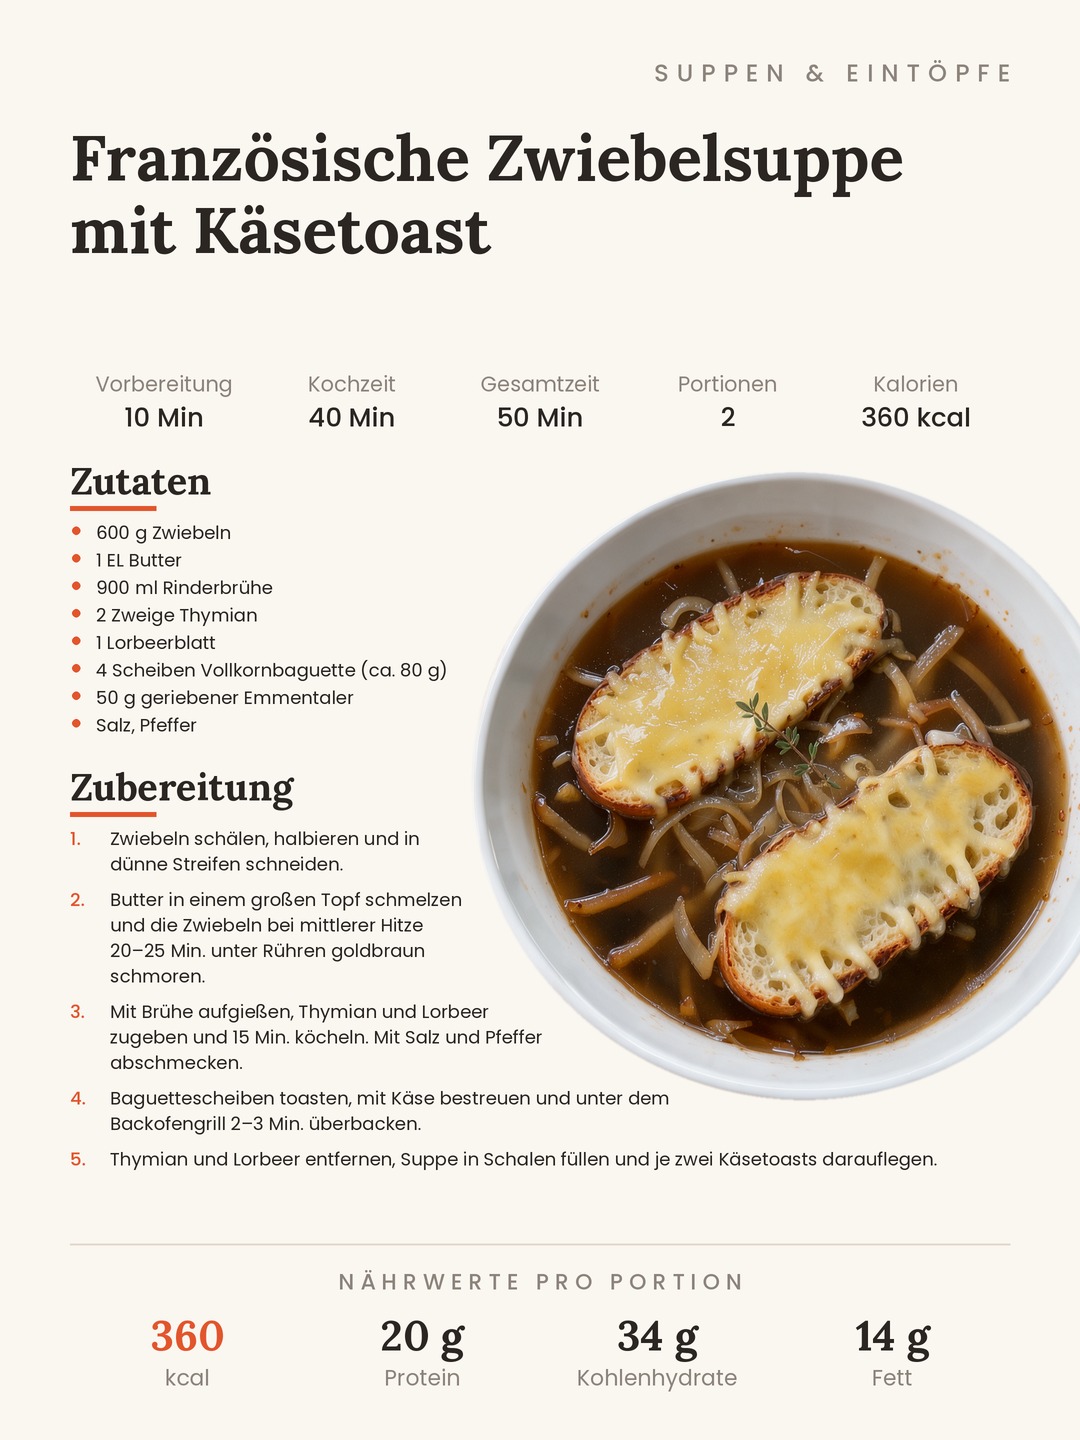 SUPPEN & EINTÖPFE
Französische Zwiebelsuppe
mit Käsetoast
Vorbereitung
10 Min
Kochzeit
40 Min
Gesamtzeit
50 Min
Portionen
2
Kalorien
360 kcal
Zutaten
• 600 g Zwiebeln
• 1 EL Butter
• 900 ml Rinderbrühe
• 2 Zweige Thymian
• 1 Lorbeerblatt
• 4 Scheiben Vollkornbaguette (ca. 80 g)
• 50 g geriebener Emmentaler
• Salz, Pfeffer
Zubereitung
1. Zwiebeln schälen, halbieren und in
dünne Streifen schneiden.
2. Butter in einem großen Topf schmelzen
und die Zwiebeln bei mittlerer Hitze
20–25 Min. unter Rühren goldbraun
schmoren.
3. Mit Brühe aufgießen, Thymian und Lorbeer
zugeben und 15 Min. köcheln. Mit Salz und Pfeffer
abschmecken.
4. Baguettescheiben toasten, mit Käse bestreuen und unter dem
Backofengrill 2–3 Min. überbacken.
5. Thymian und Lorbeer entfernen, Suppe in Schalen füllen und je zwei Käsetoasts darauflegen.
NÄHRWERTE PRO PORTION
360
kcal
20 g
Protein
34 g
Kohlenhydrate
14 g
Fett